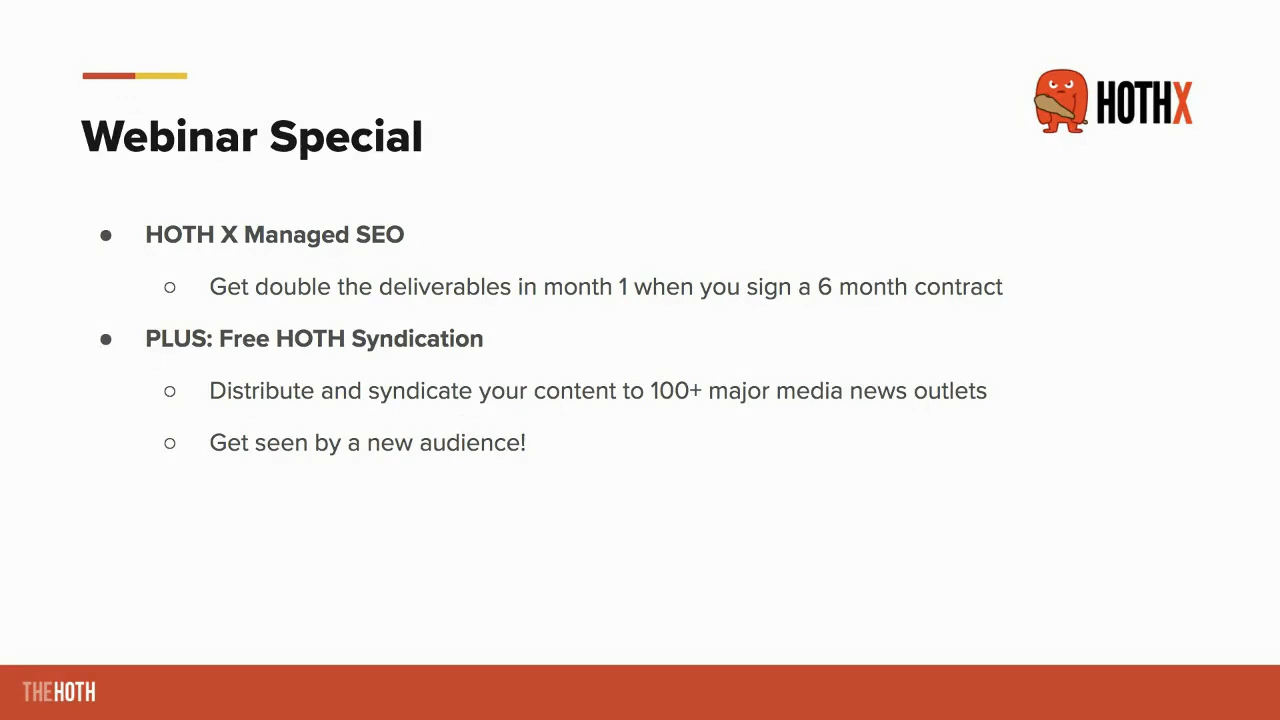 HOTHX
Webinar Special
● HOTH X Managed SEO
○ Get double the deliverables in month 1 when you sign a 6 month contract
● PLUS: Free HOTH Syndication
○ Distribute and syndicate your content to 100+ major media news outlets
○ Get seen by a new audience!
THEHOTH